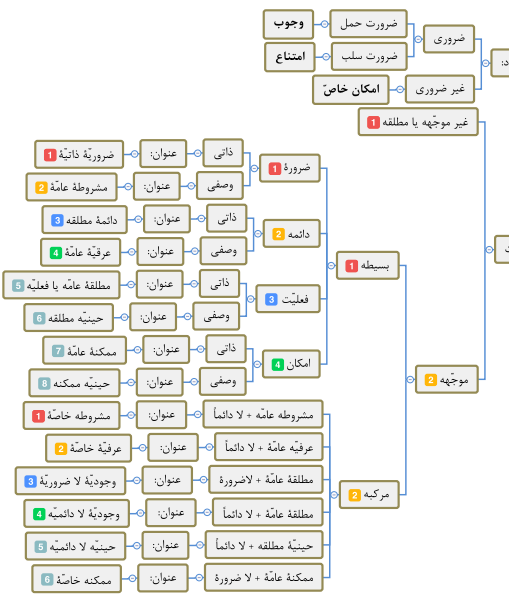 د:
ضروری
ضرورت حمل
وجوب
ضرورت سلب
امتناع
غیر ضروری
امکان خاصّ
د
غیر موجّهه یا مطلقه 1
موجّهه 2
بسیطه 1
ضرورة 1
ذاتی
عنوان:
ضروریّهٔ ذاتیّهٔ 1
وصفی
عنوان:
مشروطهٔ عامّهٔ 2
دائمه 2
ذاتی
عنوان:
دائمهٔ مطلقه 3
وصفی
عنوان:
عرفیّهٔ عامّهٔ 4
فعلیّت 3
ذاتی
عنوان:
مطلقهٔ عامّه یا فعلیّه 5
وصفی
عنوان:
حینیّه مطلقه 6
امکان 4
ذاتی
عنوان:
ممکنهٔ عامّهٔ 7
وصفی
عنوان:
حینیّه ممکنه 8
مرکبه 2
مشروطه عامّه + لا دائماً
عنوان:
مشروطه خاصّهٔ 1
عرفیّه عامّهٔ + لا دائماً
عنوان:
عرفیّهٔ خاصّهٔ 2
مطلقهٔ عامّهٔ + لاضرورة
عنوان:
وجودیّهٔ لا ضروریّهٔ 3
مطلقهٔ عامّهٔ + لا دائماً
عنوان:
وجودیّهٔ لا دائمیّه 4
حینیّهٔ مطلقه + لا دائماً
عنوان:
حینیّه لا دائمیّه 5
ممکنهٔ عامّهٔ + لا ضرورة
عنوان:
ممکنه خاصّهٔ 6